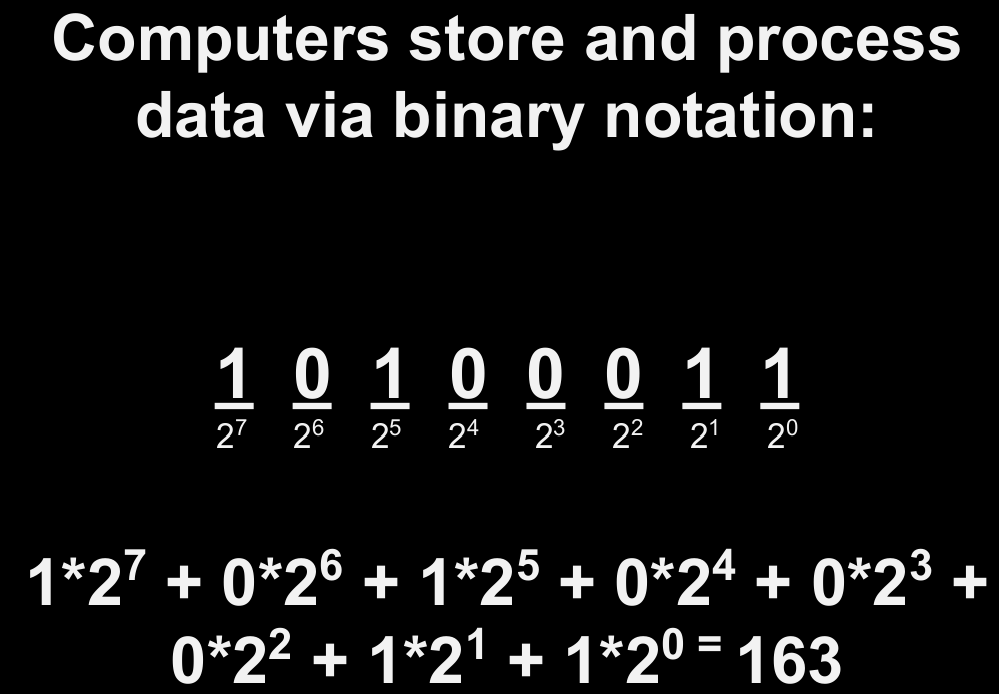 Computers store and process
data via binary notation:
1 0 1 0 0 0 1 1
2⁷ 2⁶ 2⁵ 2⁴ 2³ 2² 2¹ 2⁰
1*2⁷ + 0*2⁶ + 1*2⁵ + 0*2⁴ + 0*2³ +
0*2² + 1*2¹ + 1*2⁰ ⁼ 163